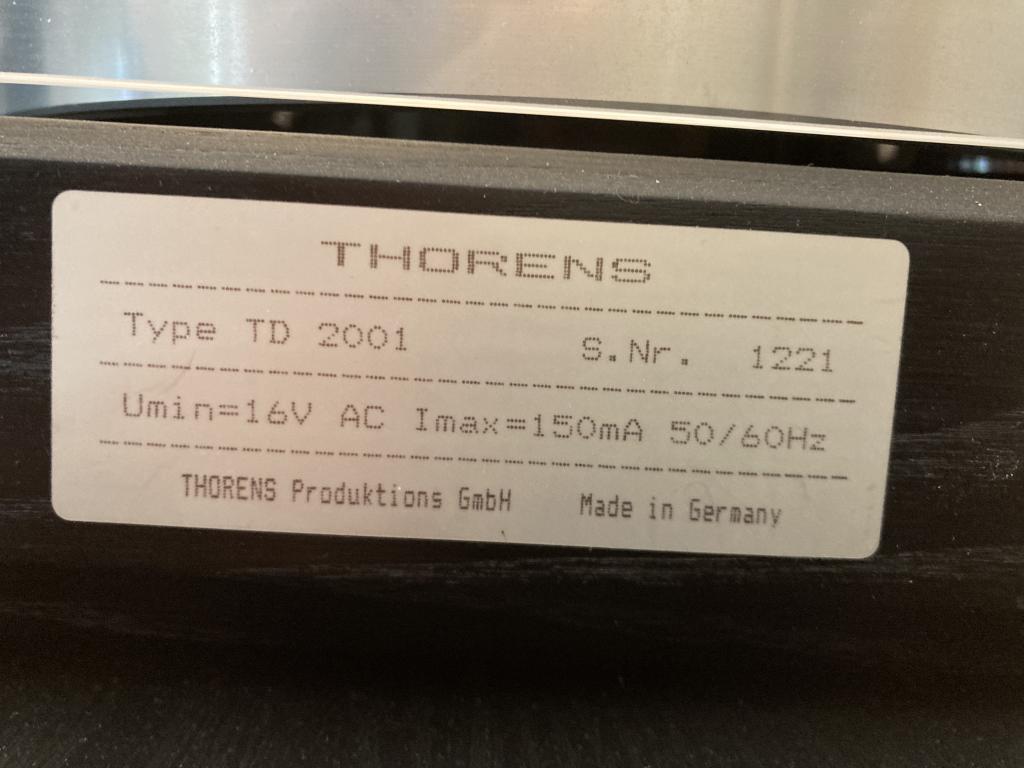 THORENS
Type TD 2001 S.Nr. 1221
Umin=16V AC Imax=150mA 50/60Hz
THORENS Produktions GmbH Made in Germany